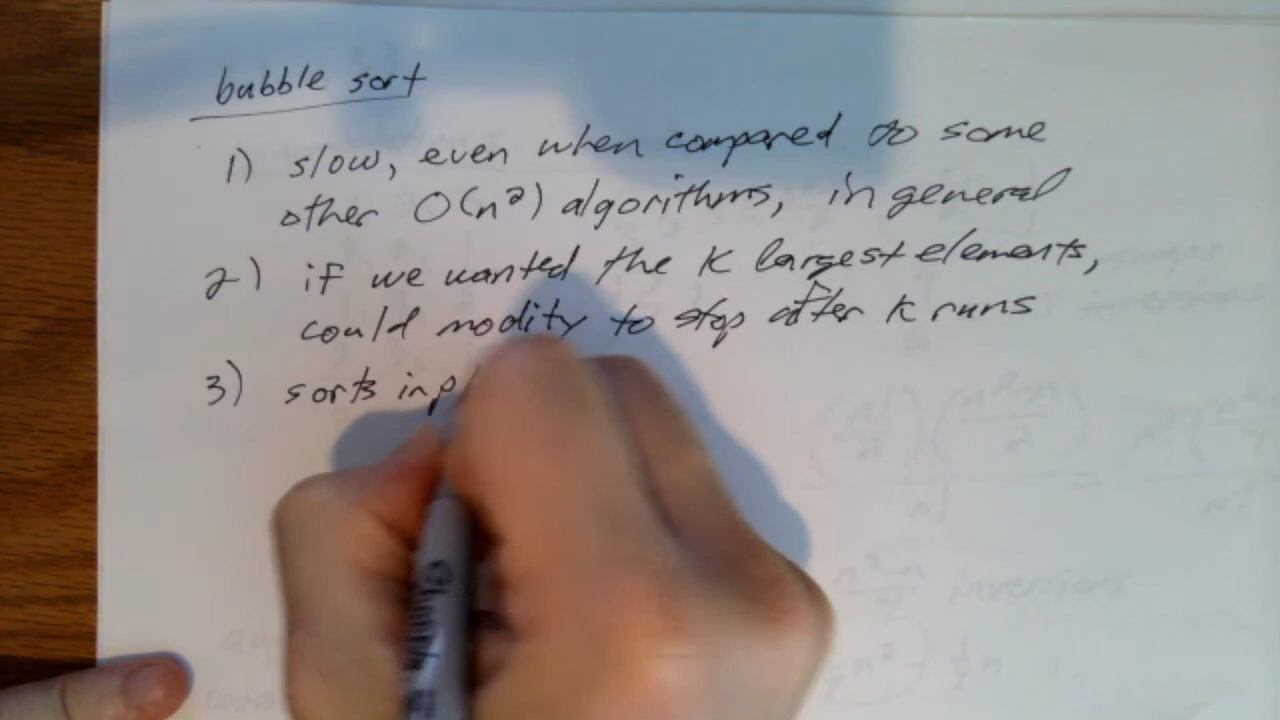 bubble sort
1) slow, even when compared to some
other O(n²) algorithms, in general
2) if we wanted the k largest elements,
could modify to stop after k runs
3) sorts inp